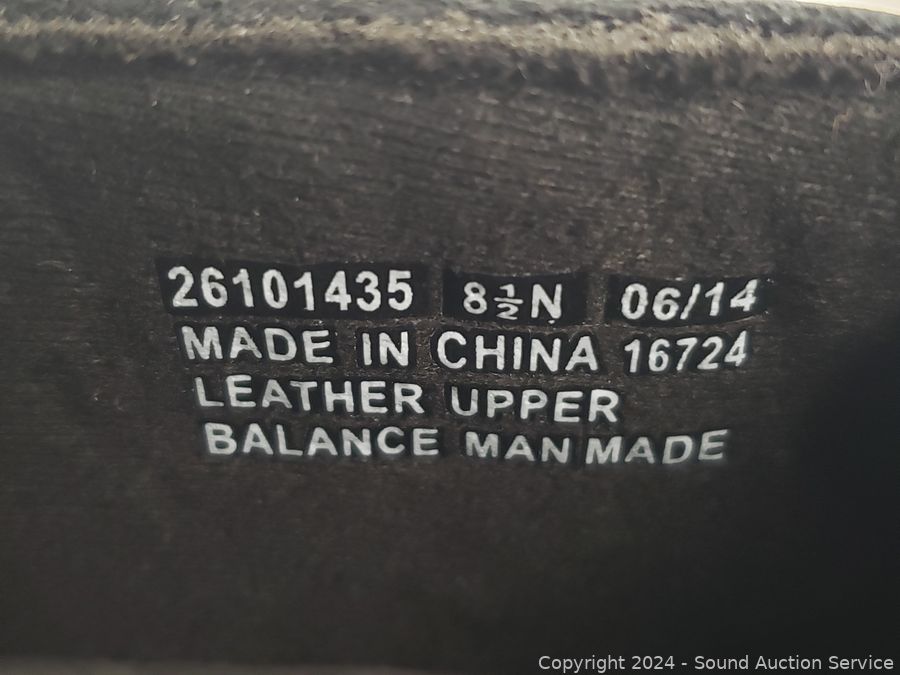 26101435 8½N 06/14
MADE IN CHINA 16724
LEATHER UPPER
BALANCE MAN MADE
Copyright © 2024 - Sound Auction Service